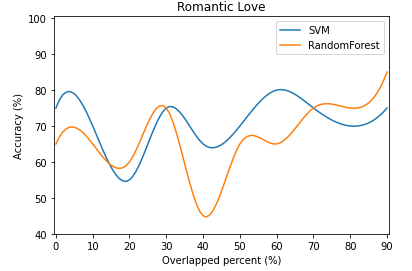 Romantic Love
SVM
RandomForest
100
90
80
70
60
50
40
Accuracy (%)
0 10 20 30 40 50 60 70 80 90
Overlapped percent (%)